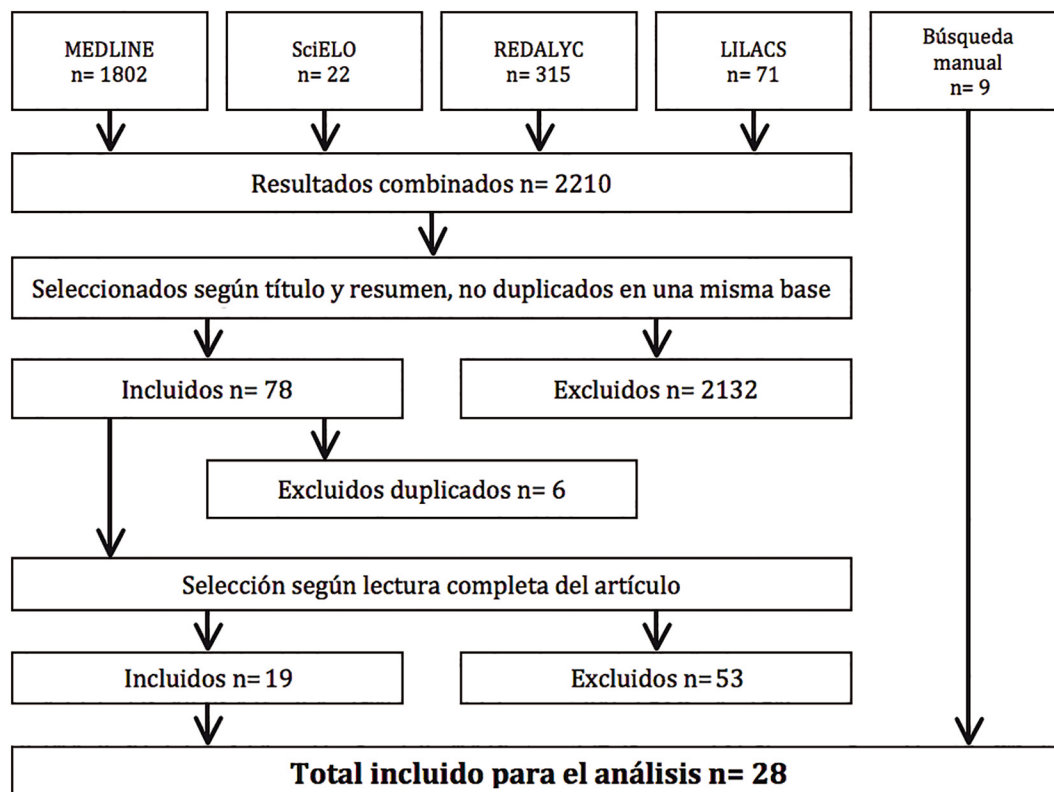 MEDLINE
n= 1802
SciELO
n= 22
REDALYC
n= 315
LILACS
n= 71
Búsqueda
manual
n= 9
Resultados combinados n= 2210
Seleccionados según título y resumen, no duplicados en una misma base
Incluidos n= 78
Excluidos n= 2132
Excluidos duplicados n= 6
Selección según lectura completa del artículo
Incluidos n= 19
Excluidos n= 53
Total incluido para el análisis n= 28